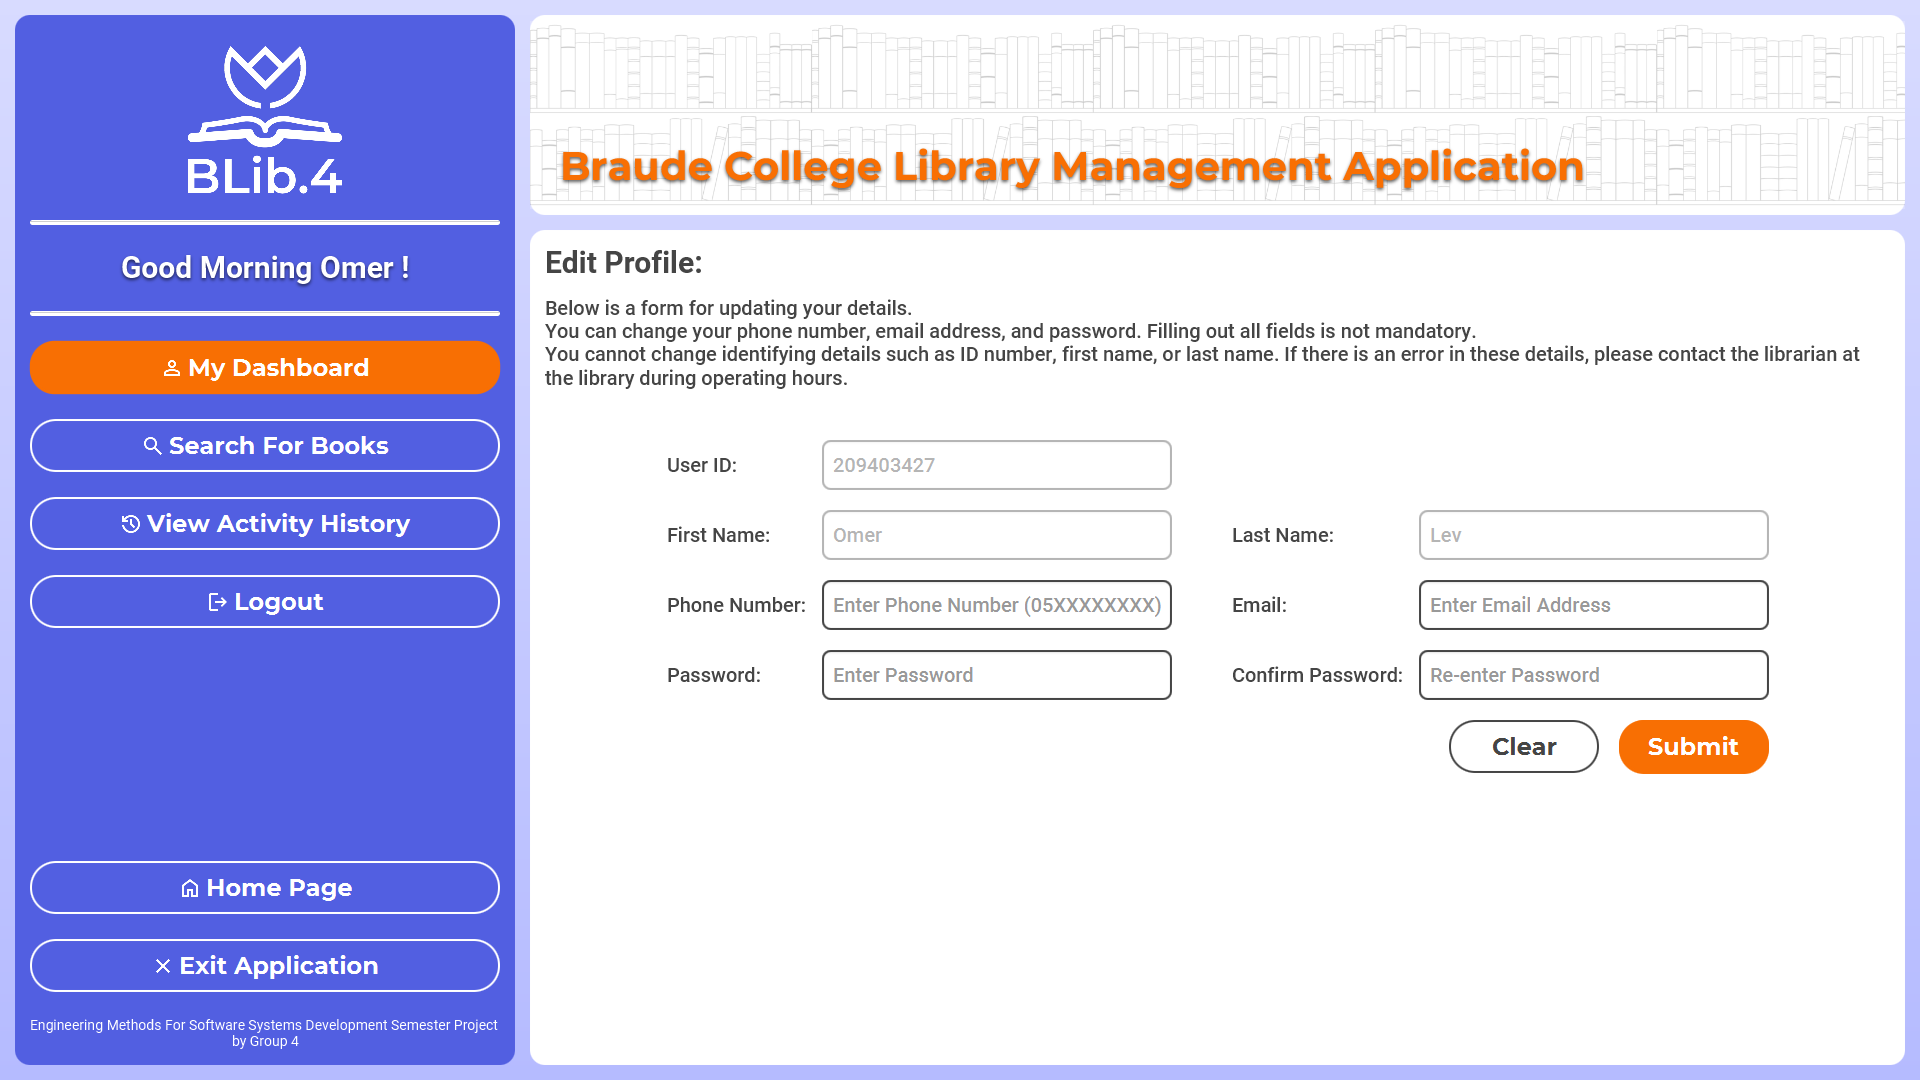 BLib.4
Good Morning Omer !
My Dashboard
Search For Books
View Activity History
Logout
Home Page
Exit Application
Engineering Methods For Software Systems Development Semester Project
by Group 4
Braude College Library Management Application
Edit Profile:
Below is a form for updating your details.
You can change your phone number, email address, and password. Filling out all fields is not mandatory.
You cannot change identifying details such as ID number, first name, or last name. If there is an error in these details, please contact the librarian at
the library during operating hours.
User ID: 209403427
First Name: Omer Last Name: Lev
Phone Number: Enter Phone Number (05XXXXXXXX) Email: Enter Email Address
Password: Enter Password Confirm Password: Re-enter Password
Clear Submit